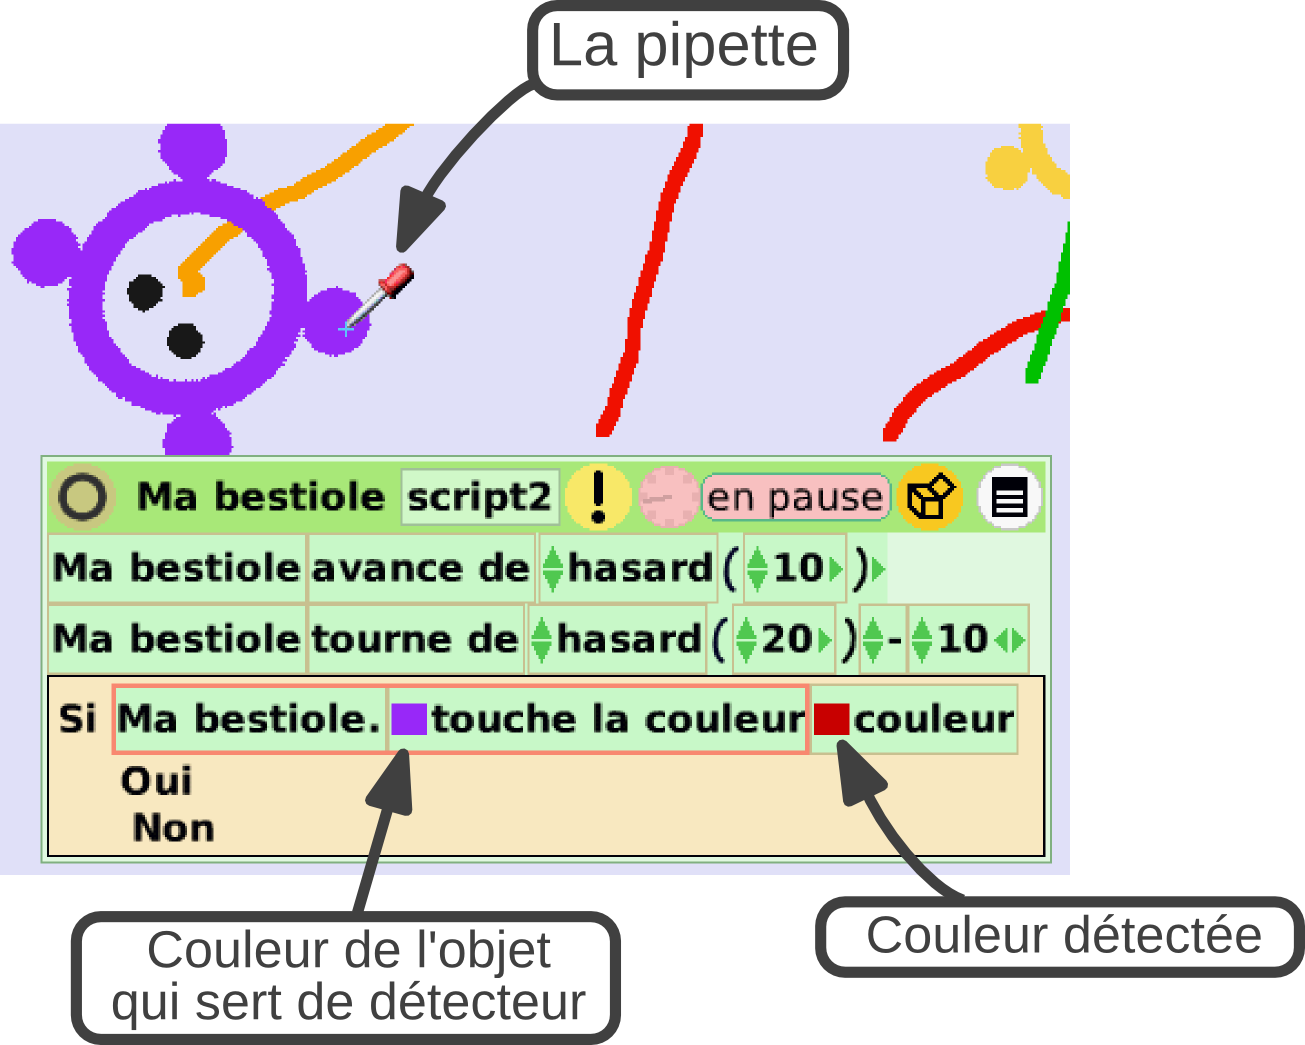 La pipette
Ma bestiole script2 ! en pause
Ma bestiole avance de hasard ( 10 )
Ma bestiole tourne de hasard ( 20 ) - 10
Si Ma bestiole. touche la couleur couleur
Oui
Non
Couleur de l'objet
qui sert de détecteur
Couleur détectée